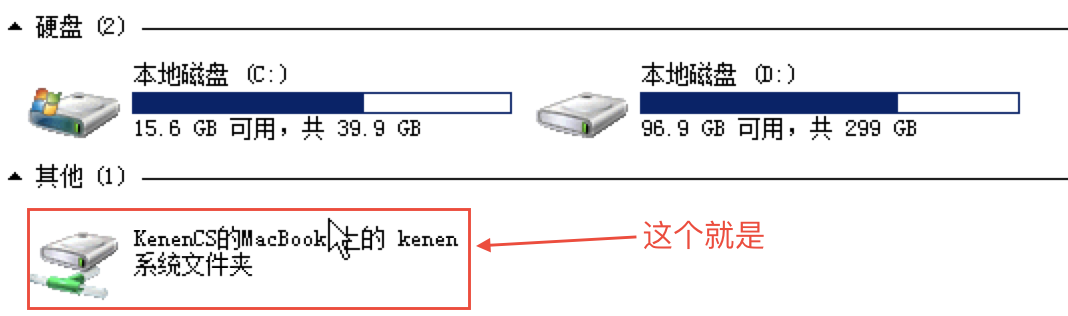 硬盘 (2)
本地磁盘 (C:)
15.6 GB 可用，共 39.9 GB
本地磁盘 (D:)
96.9 GB 可用，共 299 GB
其他 (1)
KenenCS的MacBook 上的 kenen
系统文件夹
这个就是